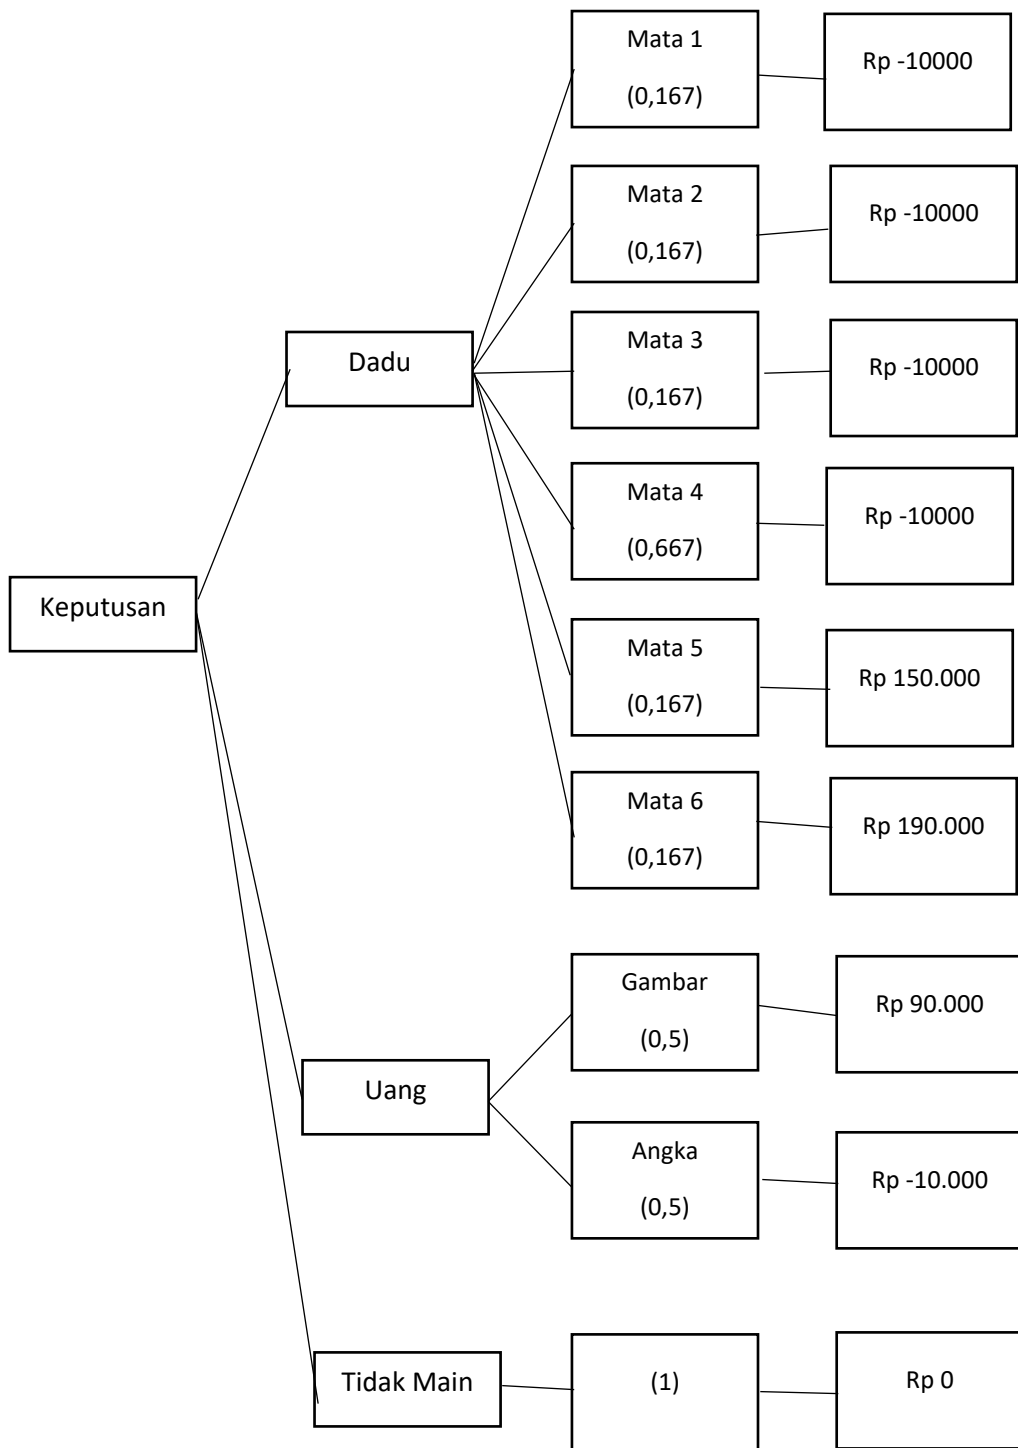 Mata 1
(0,167)
Rp -10000
Mata 2
(0,167)
Rp -10000
Mata 3
(0,167)
Rp -10000
Dadu
Mata 4
(0,667)
Rp -10000
Keputusan
Mata 5
(0,167)
Rp 150.000
Mata 6
(0,167)
Rp 190.000
Gambar
(0,5)
Rp 90.000
Uang
Angka
(0,5)
Rp -10.000
Tidak Main
(1)
Rp 0